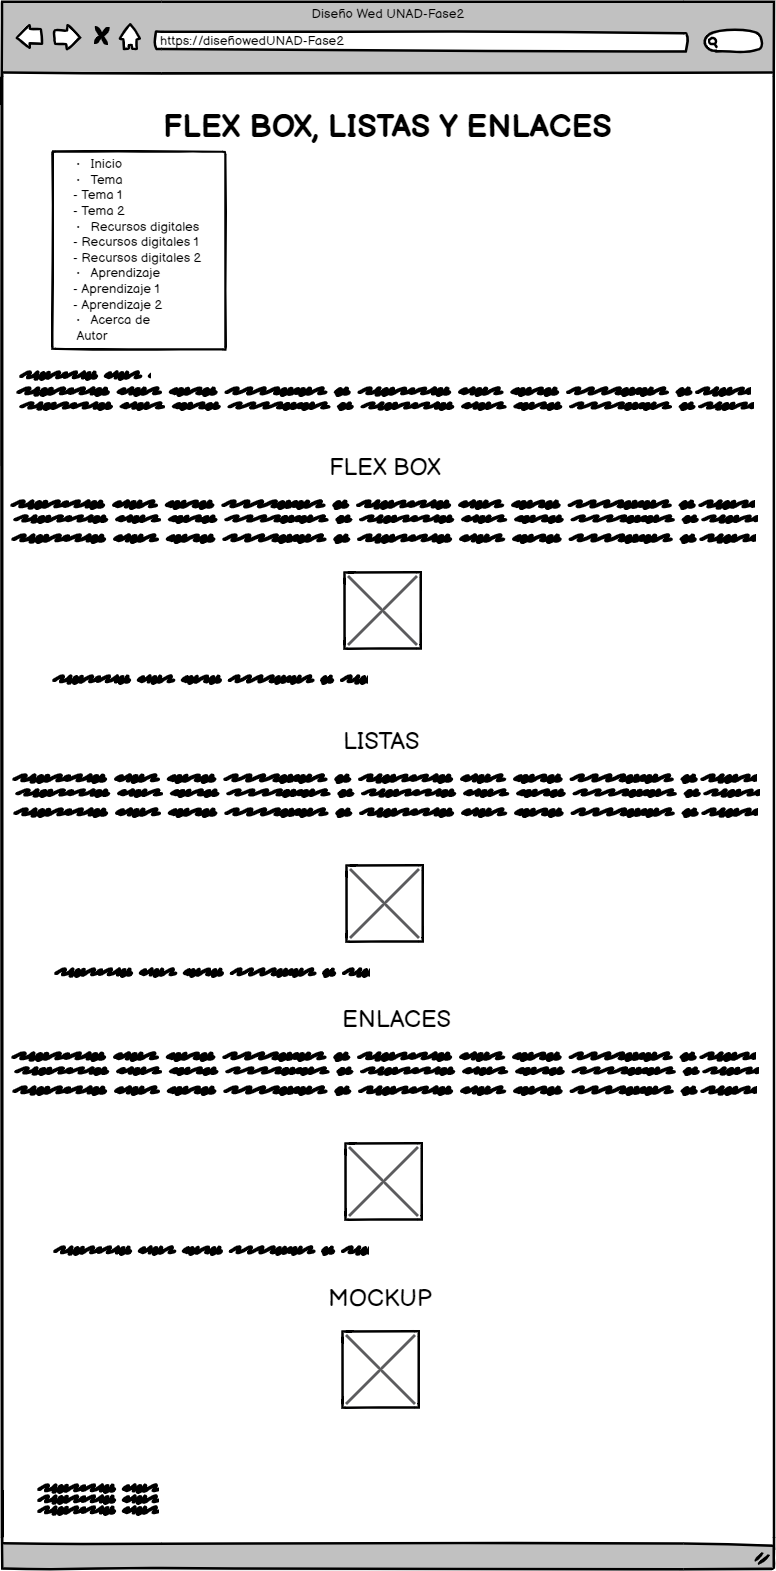 Diseño Wed UNAD-Fase2
https://diseñowedUNAD-Fase2
FLEX BOX, LISTAS Y ENLACES
· Inicio
· Tema
- Tema 1
- Tema 2
· Recursos digitales
- Recursos digitales 1
- Recursos digitales 2
· Aprendizaje
- Aprendizaje 1
- Aprendizaje 2
· Acerca de
Autor
FLEX BOX
LISTAS
ENLACES
MOCKUP